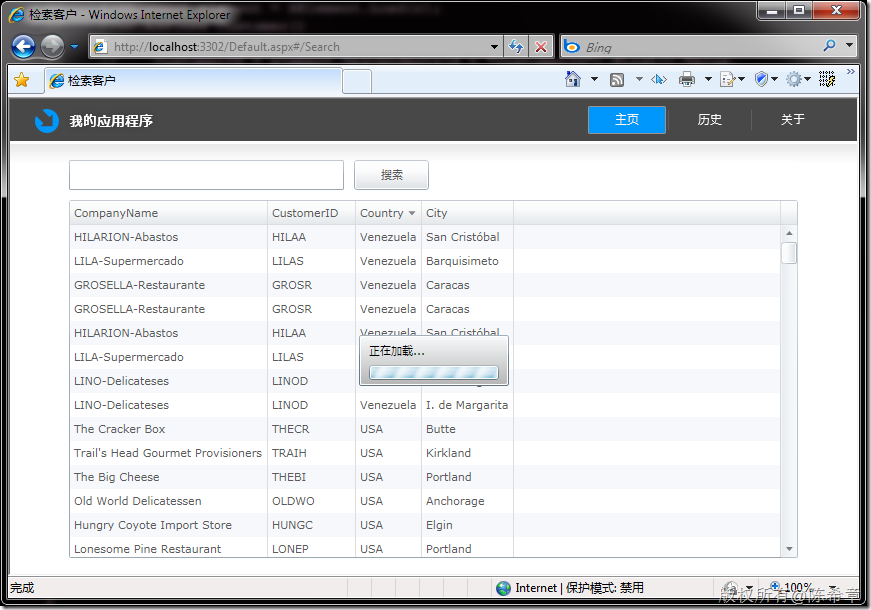 检索客户 - Windows Internet Explorer
http://localhost:3302/Default.aspx#/Search
Bing
检索客户
我的应用程序 主页 历史 关于
搜索
CompanyName CustomerID Country City
HILARION-Abastos HILAA Venezuela San Cristóbal
LILA-Supermercado LILAS Venezuela Barquisimeto
GROSELLA-Restaurante GROSR Venezuela Caracas
GROSELLA-Restaurante GROSR Venezuela Caracas
HILARION-Abastos HILAA Venezuela San Cristóbal
LILA-Supermercado LILAS
正在加载...
LINO-Delicateses LINOD
LINO-Delicateses LINOD Venezuela I. de Margarita
The Cracker Box THECR USA Butte
Trail's Head Gourmet Provisioners TRAIH USA Kirkland
The Big Cheese THEBI USA Portland
Old World Delicatessen OLDWO USA Anchorage
Hungry Coyote Import Store HUNGC USA Elgin
Lonesome Pine Restaurant LONEP USA Portland
完成 Internet | 保护模式: 禁用 100%
版权所有@陈希章